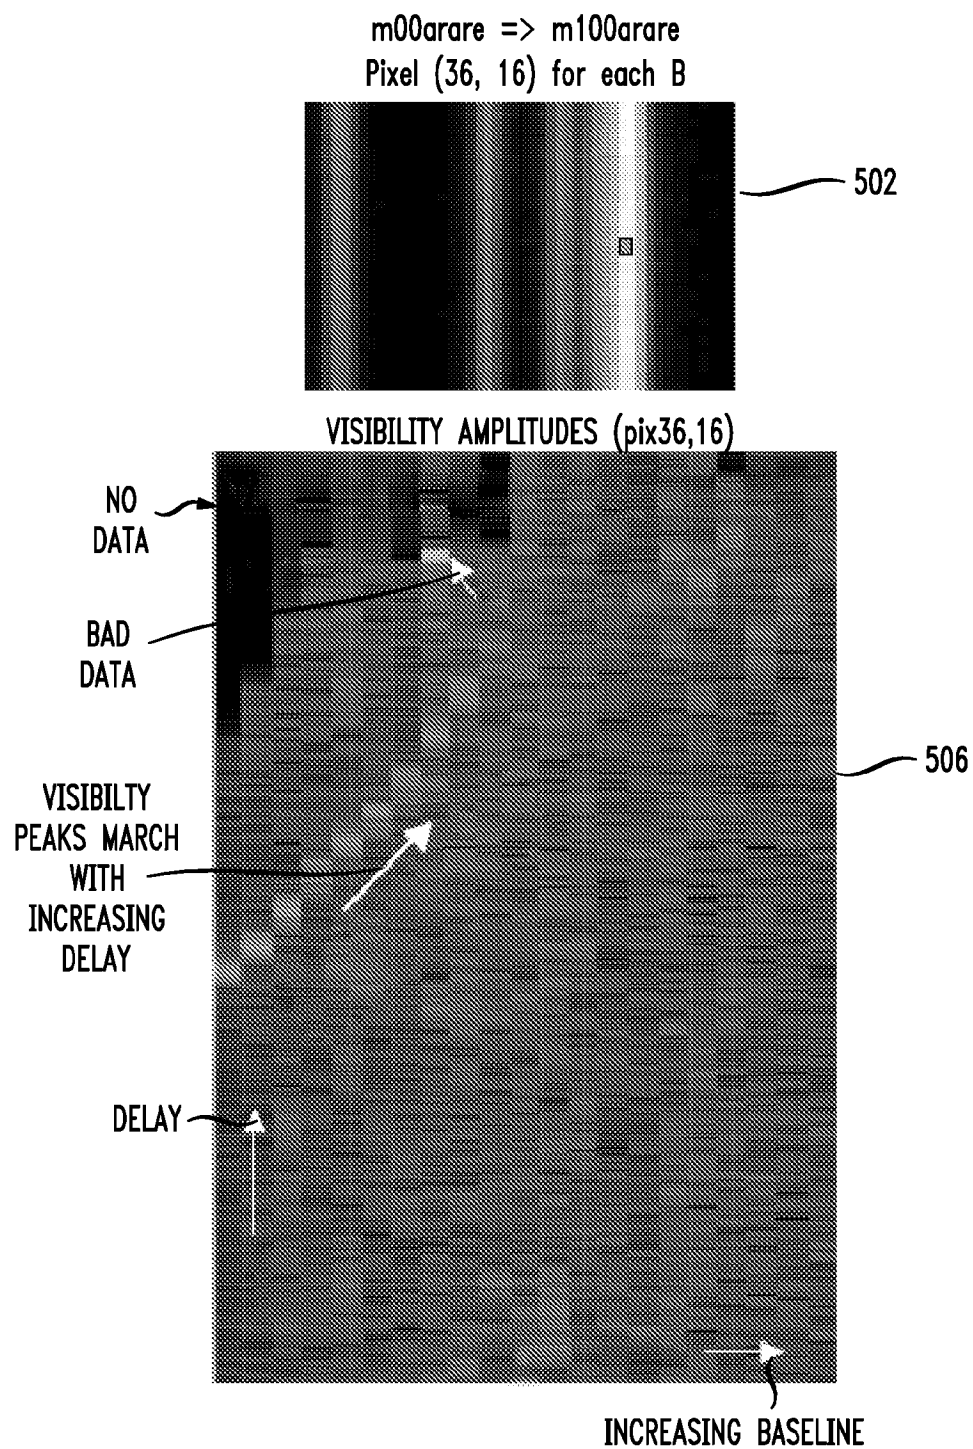 m00arare => m100arare
Pixel (36, 16) for each B
502
VISIBILITY AMPLITUDES (pix36,16)
NO
DATA
BAD
DATA
506
VISIBILTY
PEAKS MARCH
WITH
INCREASING
DELAY
DELAY
INCREASING BASELINE